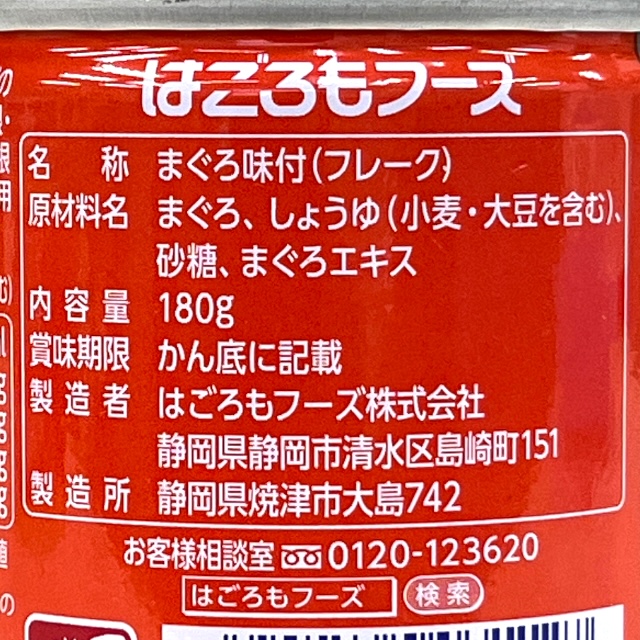 はごろもフーズ
名称 まぐろ味付(フレーク)
原材料名 まぐろ、しょうゆ(小麦・大豆を含む)、
砂糖、まぐろエキス
内容量 180g
賞味期限 かん底に記載
製造者 はごろもフーズ株式会社
静岡県静岡市清水区島崎町151
製造所 静岡県焼津市大島742
お客様相談室 0120-123620
はごろもフーズ 検索